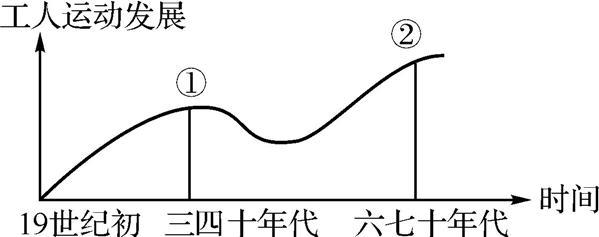 工人运动发展
②
①
时间
19世纪初 三四十年代 六七十年代